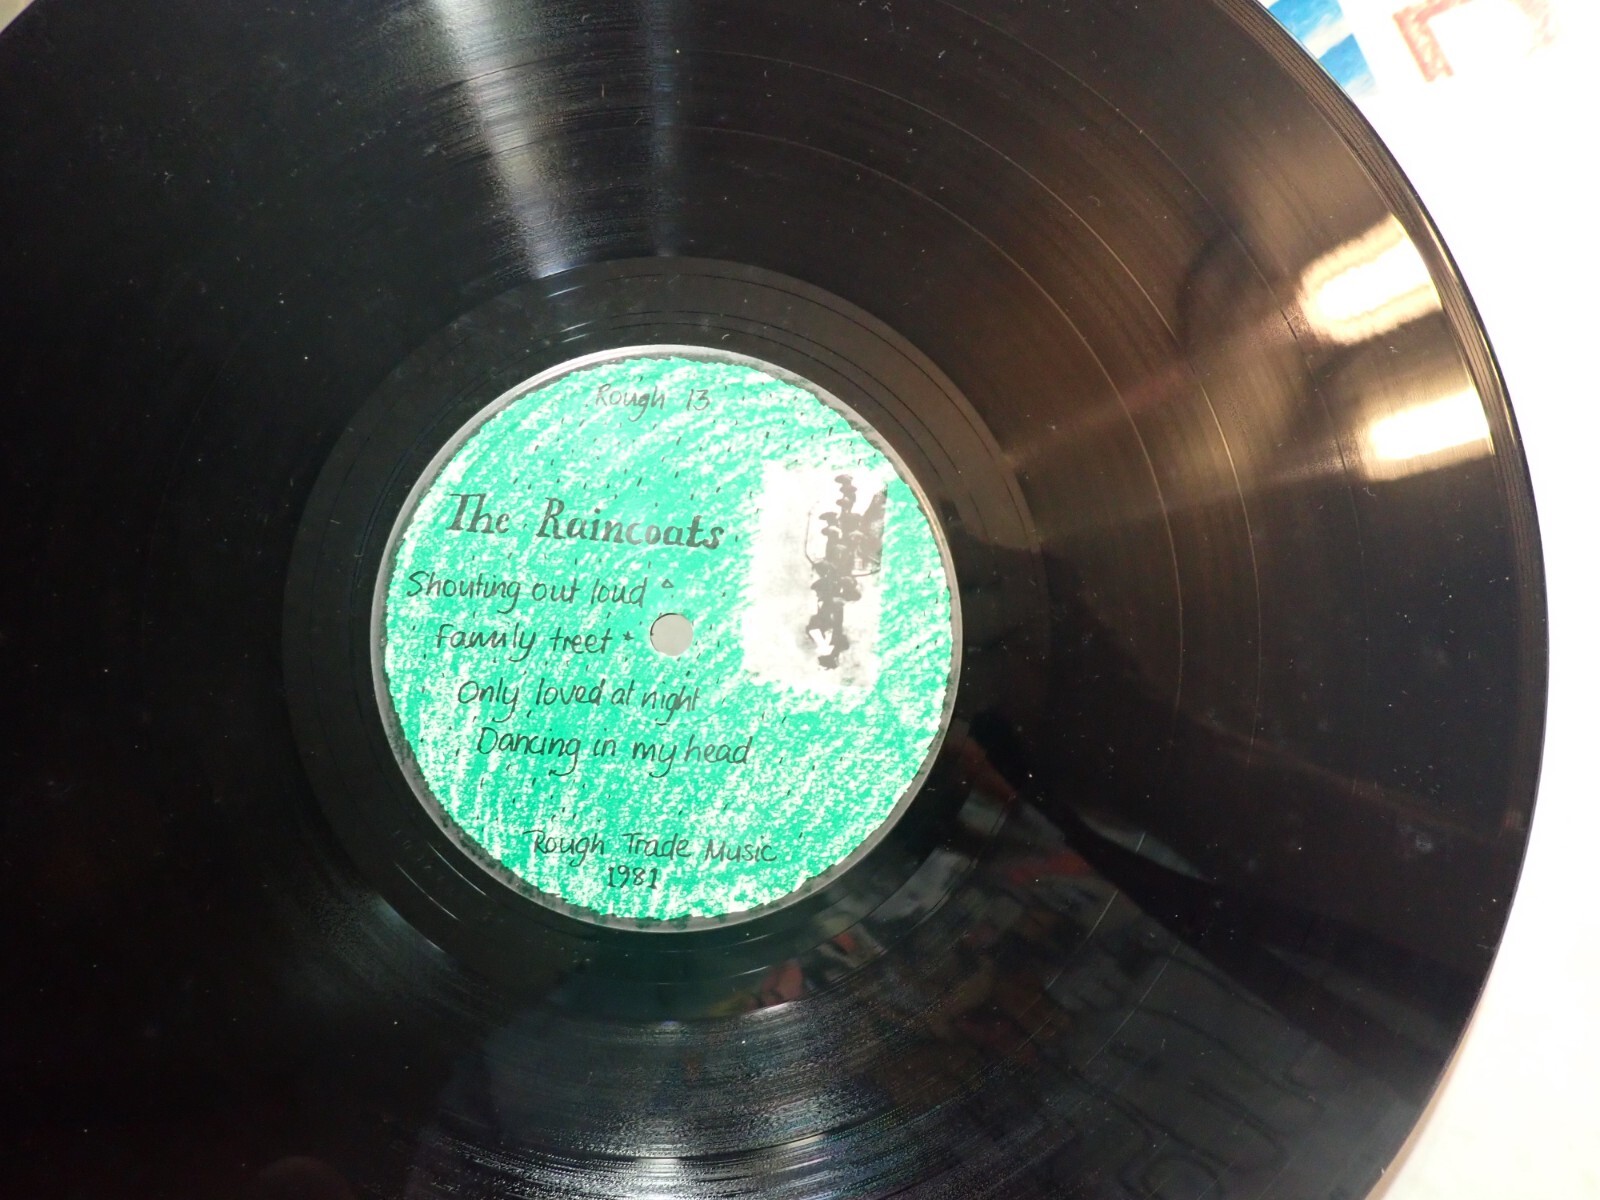 Rough 13
The Raincoats
Shouting out loud
Family treet
Only loved at night
Dancing in my head
Rough Trade Music
1981